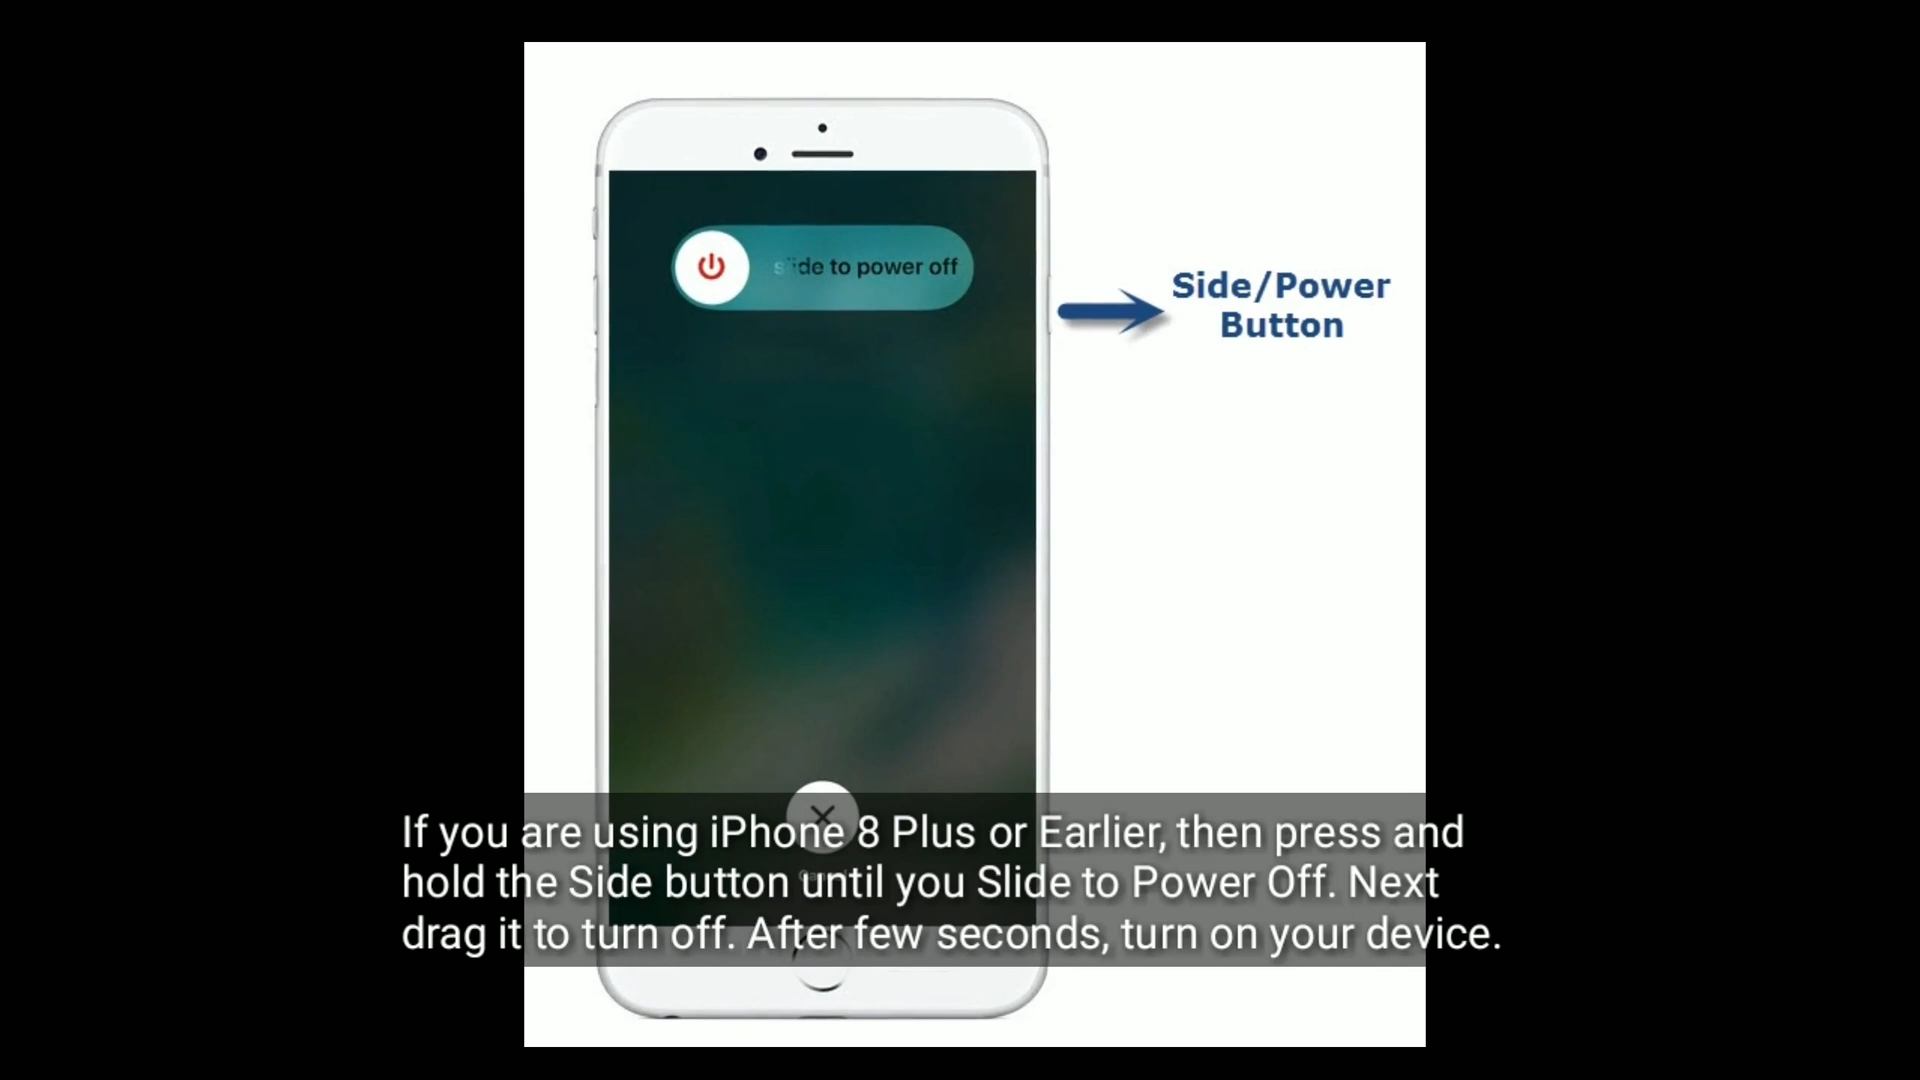 slide to power off
Side/Power
Button
If you are using iPhone 8 Plus or Earlier, then press and
hold the Side button until you Slide to Power Off. Next
drag it to turn off. After few seconds, turn on your device.